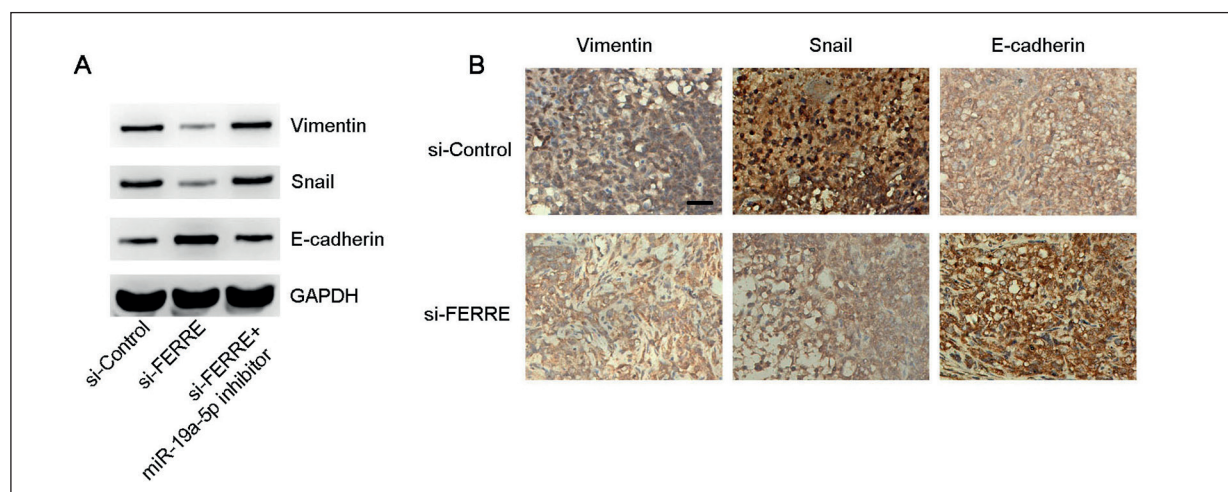 A
Vimentin
Snail
E-cadherin
GAPDH
si-Control
si-FERRE
si-FERRE+
miR-19a-5p inhibitor
B
Vimentin Snail E-cadherin
si-Control
si-FERRE